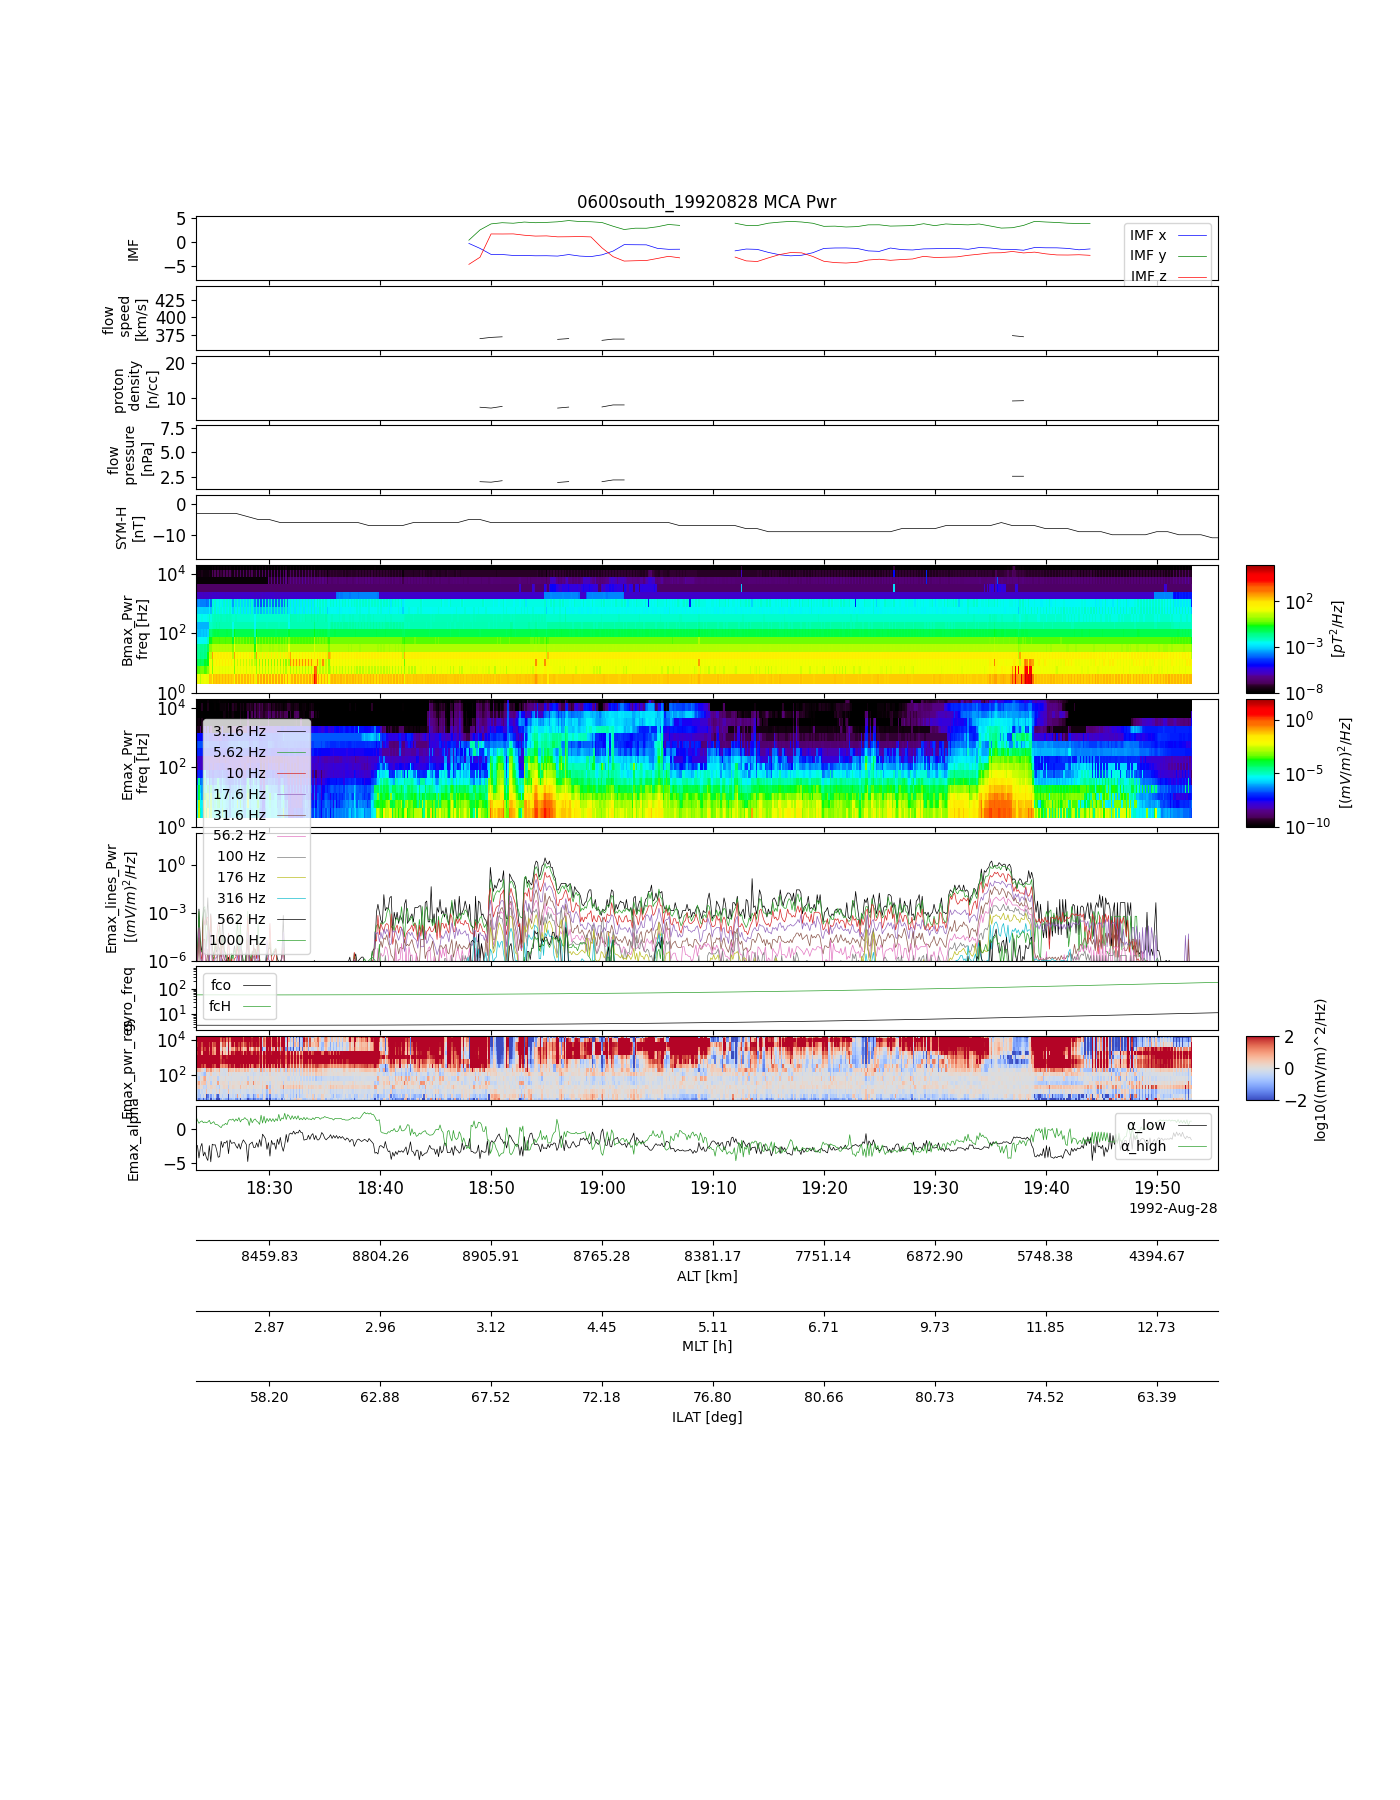 0600south_19920828 MCA Pwr
5
0
−5
IMF
IMF x
IMF y
IMF z
425
400
375
flow
speed
[km/s]
20
10
proton
density
[n/cc]
7.5
5.0
2.5
flow
pressure
[nPa]
0
−10
SYM-H
[nT]
10^4
10^2
10^0
Bmax_Pwr
freq [Hz]
10^2
10^−3
10^−8
[pT^2/Hz]
10^4
10^2
10^0
Emax_Pwr
freq [Hz]
3.16 Hz
5.62 Hz
10 Hz
17.6 Hz
31.6 Hz
56.2 Hz
100 Hz
176 Hz
316 Hz
562 Hz
1000 Hz
10^0
10^−5
10^−10
[(mV/m)^2/Hz]
10^0
10^−3
10^−6
Emax_lines_Pwr
[(mV/m)^2/Hz]
10^2
10^1
gyro_freq
fco
fcH
10^4
10^2
Emax_pwr_res
2
0
−2
log10((mV/m)^2/Hz)
0
−5
Emax_alpha
α_low
α_high
18:30 18:40 18:50 19:00 19:10 19:20 19:30 19:40 19:50
1992-Aug-28
8459.83 8804.26 8905.91 8765.28 8381.17 7751.14 6872.90 5748.38 4394.67
ALT [km]
2.87 2.96 3.12 4.45 5.11 6.71 9.73 11.85 12.73
MLT [h]
58.20 62.88 67.52 72.18 76.80 80.66 80.73 74.52 63.39
ILAT [deg]